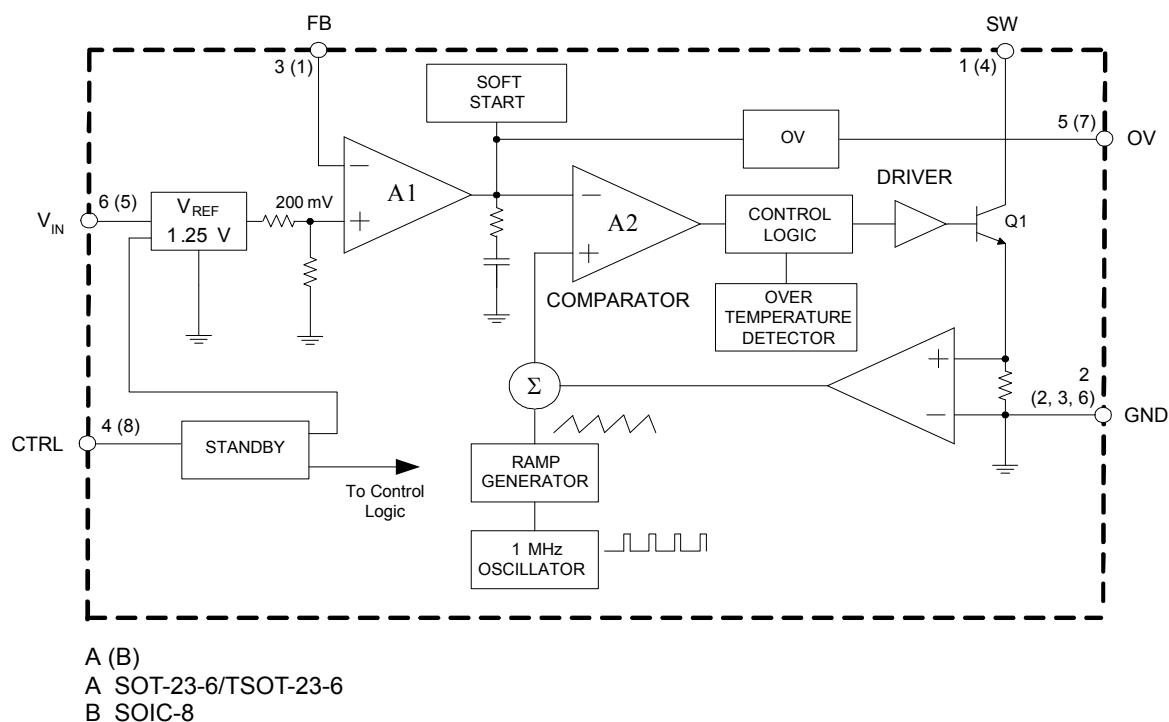 FB
SW
3 (1)
1 (4)
SOFT
START
OV
5 (7)
OV
DRIVER
6 (5)
VIN
VREF
1.25 V
200 mV
−
+
A1
−
+
A2
CONTROL
LOGIC
Q1
COMPARATOR
OVER
TEMPERATURE
DETECTOR
Σ
+
−
2
(2, 3, 6)
GND
CTRL
4 (8)
STANDBY
To Control
Logic
RAMP
GENERATOR
1 MHz
OSCILLATOR
A (B)
A SOT-23-6/TSOT-23-6
B SOIC-8